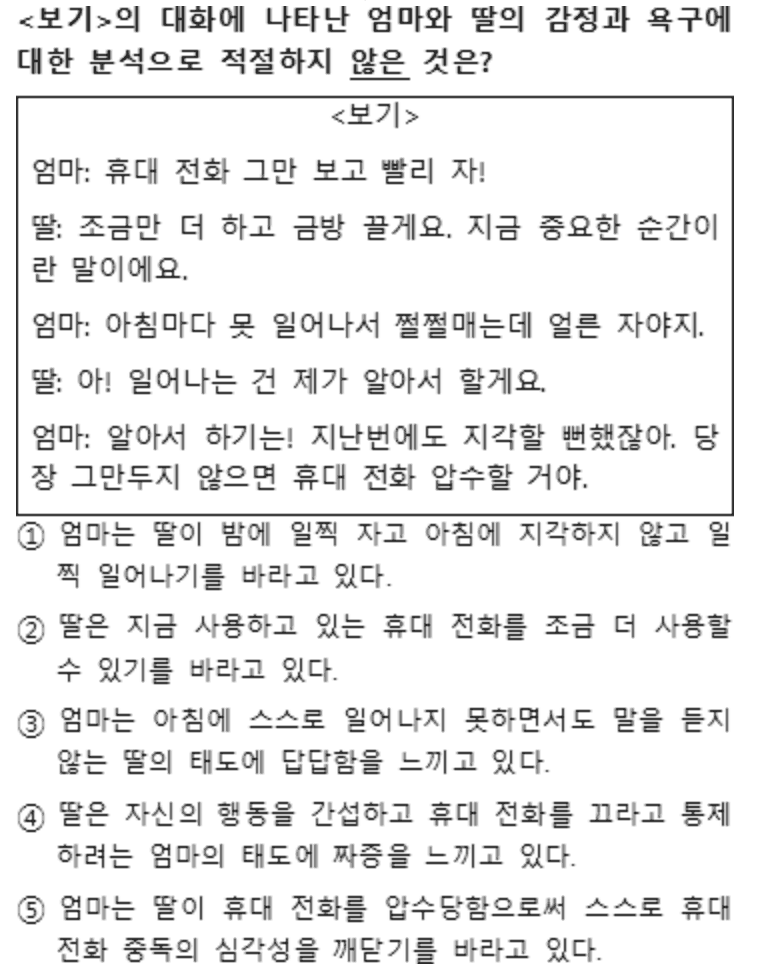 <보기>의 대화에 나타난 엄마와 딸의 감정과 욕구에
대한 분석으로 적절하지 않은 것은?
<보기>
엄마: 휴대 전화 그만 보고 빨리 자!
딸: 조금만 더 하고 금방 끌게요. 지금 중요한 순간이
란 말이에요.
엄마: 아침마다 못 일어나서 쩔쩔매는데 얼른 자야지.
딸: 아! 일어나는 건 제가 알아서 할게요.
엄마: 알아서 하기는! 지난번에도 지각할 뻔했잖아. 당
장 그만두지 않으면 휴대 전화 압수할 거야.
① 엄마는 딸이 밤에 일찍 자고 아침에 지각하지 않고 일
찍 일어나기를 바라고 있다.
② 딸은 지금 사용하고 있는 휴대 전화를 조금 더 사용할
수 있기를 바라고 있다.
③ 엄마는 아침에 스스로 일어나지 못하면서도 말을 듣지
않는 딸의 태도에 답답함을 느끼고 있다.
④ 딸은 자신의 행동을 간섭하고 휴대 전화를 끄라고 통제
하려는 엄마의 태도에 짜증을 느끼고 있다.
⑤ 엄마는 딸이 휴대 전화를 압수당함으로써 스스로 휴대
전화 중독의 심각성을 깨닫기를 바라고 있다.